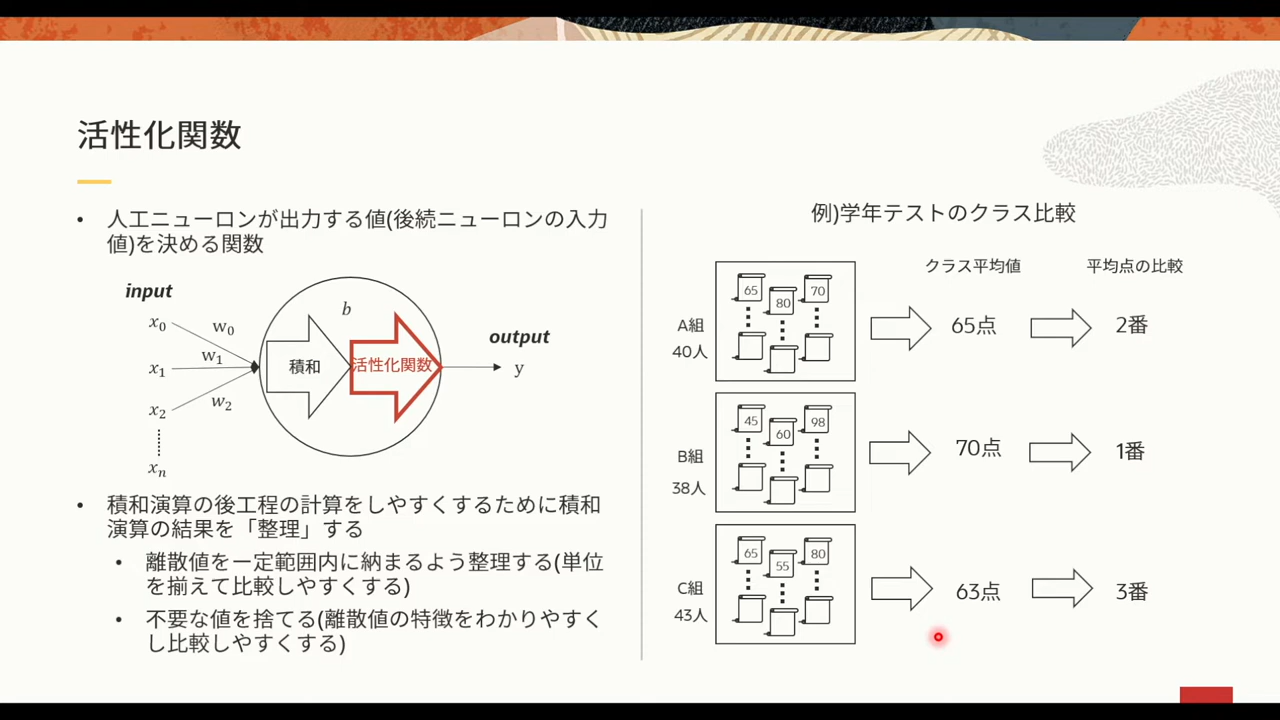 活性化関数
• 人工ニューロンが出力する値(後続ニューロンの入力
値)を決める関数
input
x0
w0
x1
w1
x2
w2
xn
b
積和
活性化関数
output
y
• 積和演算の後工程の計算をしやすくするために積和
演算の結果を「整理」する
• 離散値を一定範囲内に納まるよう整理する(単位
を揃えて比較しやすくする)
• 不要な値を捨てる(離散値の特徴をわかりやすく
し比較しやすくする)
例)学年テストのクラス比較
クラス平均値
平均点の比較
A組
40人
65
80
70
65点
2番
B組
38人
45
60
98
70点
1番
C組
43人
65
55
80
63点
3番